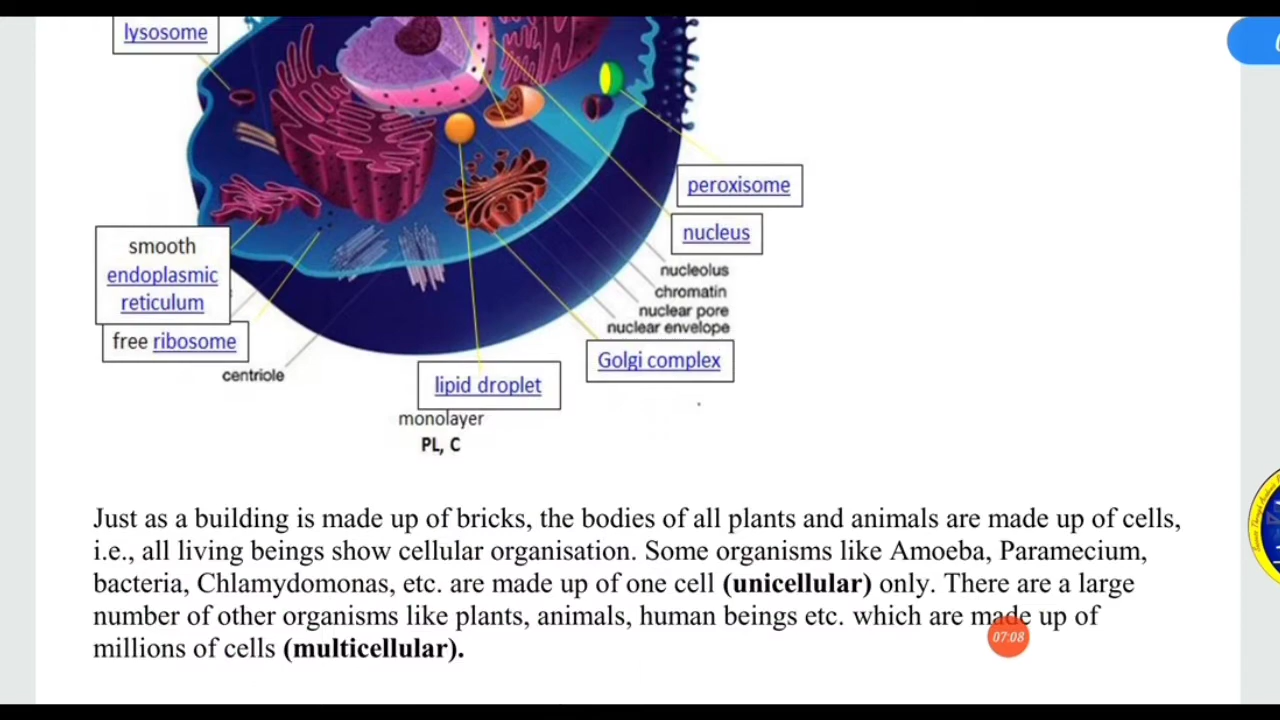 lysosome
peroxisome
nucleus
smooth
endoplasmic
reticulum
nucleolus
chromatin
nuclear pore
nuclear envelope
free ribosome
Golgi complex
centriole
lipid droplet
monolayer
PL, C
Just as a building is made up of bricks, the bodies of all plants and animals are made up of cells,
i.e., all living beings show cellular organisation. Some organisms like Amoeba, Paramecium,
bacteria, Chlamydomonas, etc. are made up of one cell (unicellular) only. There are a large
number of other organisms like plants, animals, human beings etc. which are made up of
millions of cells (multicellular).
07:08